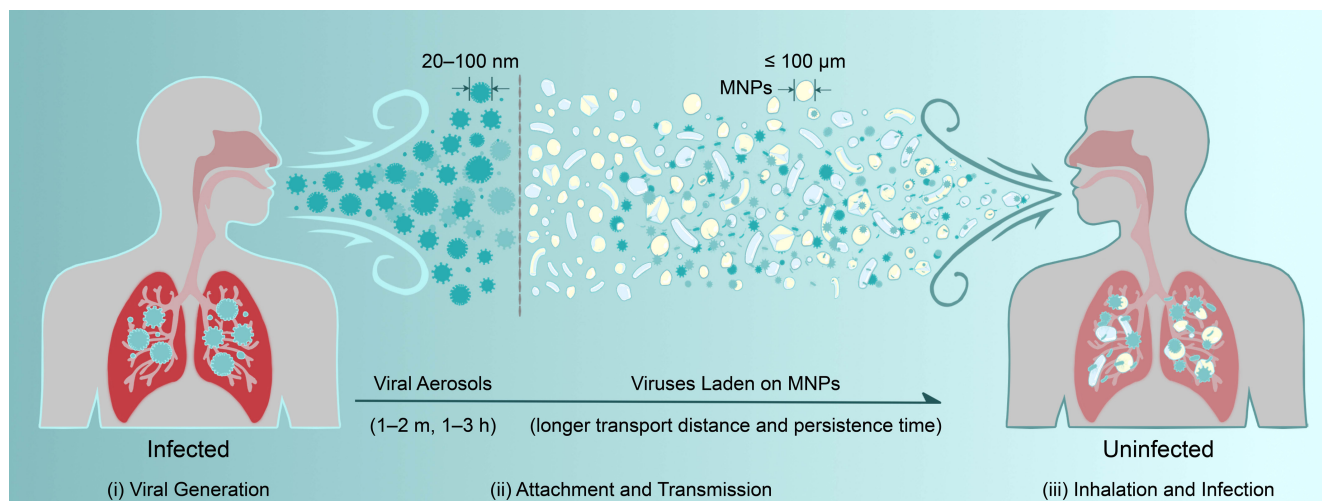 20–100 nm
≤ 100 μm
MNPs
Viral Aerosols
Viruses Laden on MNPs
(1–2 m, 1–3 h)
(longer transport distance and persistence time)
Infected
Uninfected
(i) Viral Generation
(ii) Attachment and Transmission
(iii) Inhalation and Infection